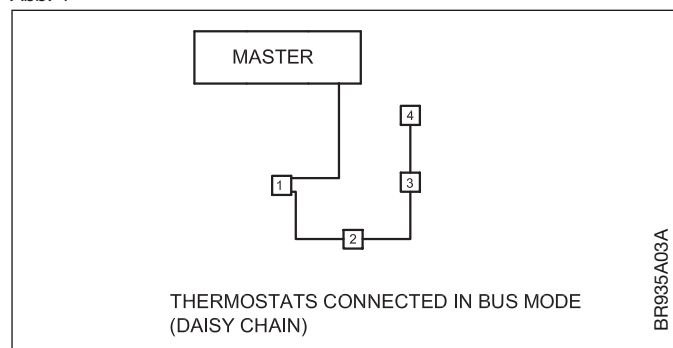 MASTER
4
1
3
2
THERMOSTATS CONNECTED IN BUS MODE
(DAISY CHAIN)
BR935A03A